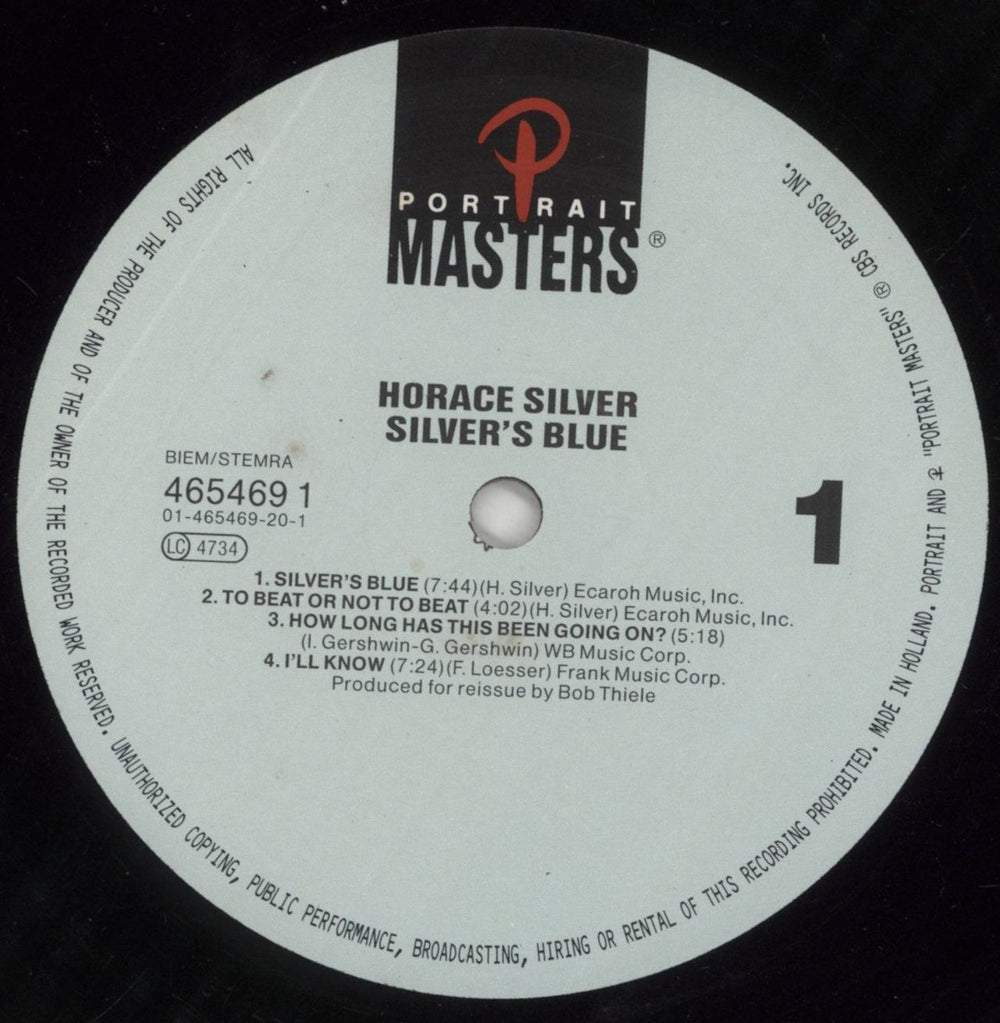 PORTRAIT
MASTERS®
HORACE SILVER
SILVER'S BLUE
BIEM/STEMRA
465469 1
01-465469-20-1
LC 4734
1
1. SILVER'S BLUE (7:44)(H. Silver) Ecaroh Music, Inc.
2. TO BEAT OR NOT TO BEAT (4:02)(H. Silver) Ecaroh Music, Inc.
3. HOW LONG HAS THIS BEEN GOING ON? (5:18)
(I. Gershwin-G. Gershwin) WB Music Corp.
4. I'LL KNOW (7:24)(F. Loesser) Frank Music Corp.
Produced for reissue by Bob Thiele
ALL RIGHTS OF THE PRODUCER AND OF THE OWNER OF THE RECORDED WORK RESERVED. UNAUTHORIZED COPYING, PUBLIC PERFORMANCE, BROADCASTING, HIRING OR RENTAL OF THIS RECORDING PROHIBITED. MADE IN HOLLAND. PORTRAIT AND "PORTRAIT MASTERS" ® CBS RECORDS INC.